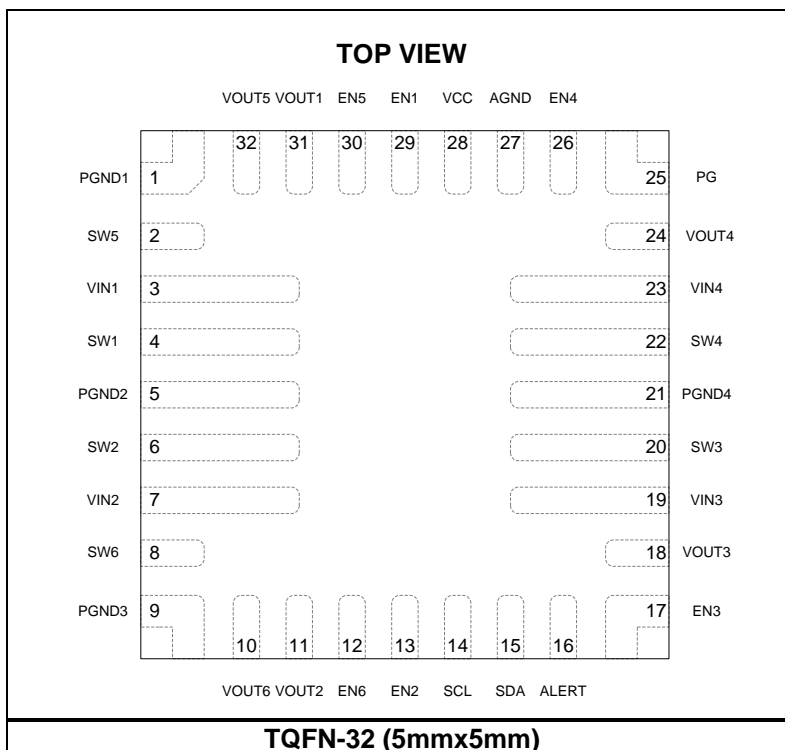 TOP VIEW
VOUT5 VOUT1 EN5 EN1 VCC AGND EN4
32 31 30 29 28 27 26
PGND1 1 25 PG
SW5 2 24 VOUT4
VIN1 3 23 VIN4
SW1 4 22 SW4
PGND2 5 21 PGND4
SW2 6 20 SW3
VIN2 7 19 VIN3
SW6 8 18 VOUT3
PGND3 9 17 EN3
10 11 12 13 14 15 16
VOUT6 VOUT2 EN6 EN2 SCL SDA ALERT
TQFN-32 (5mmx5mm)